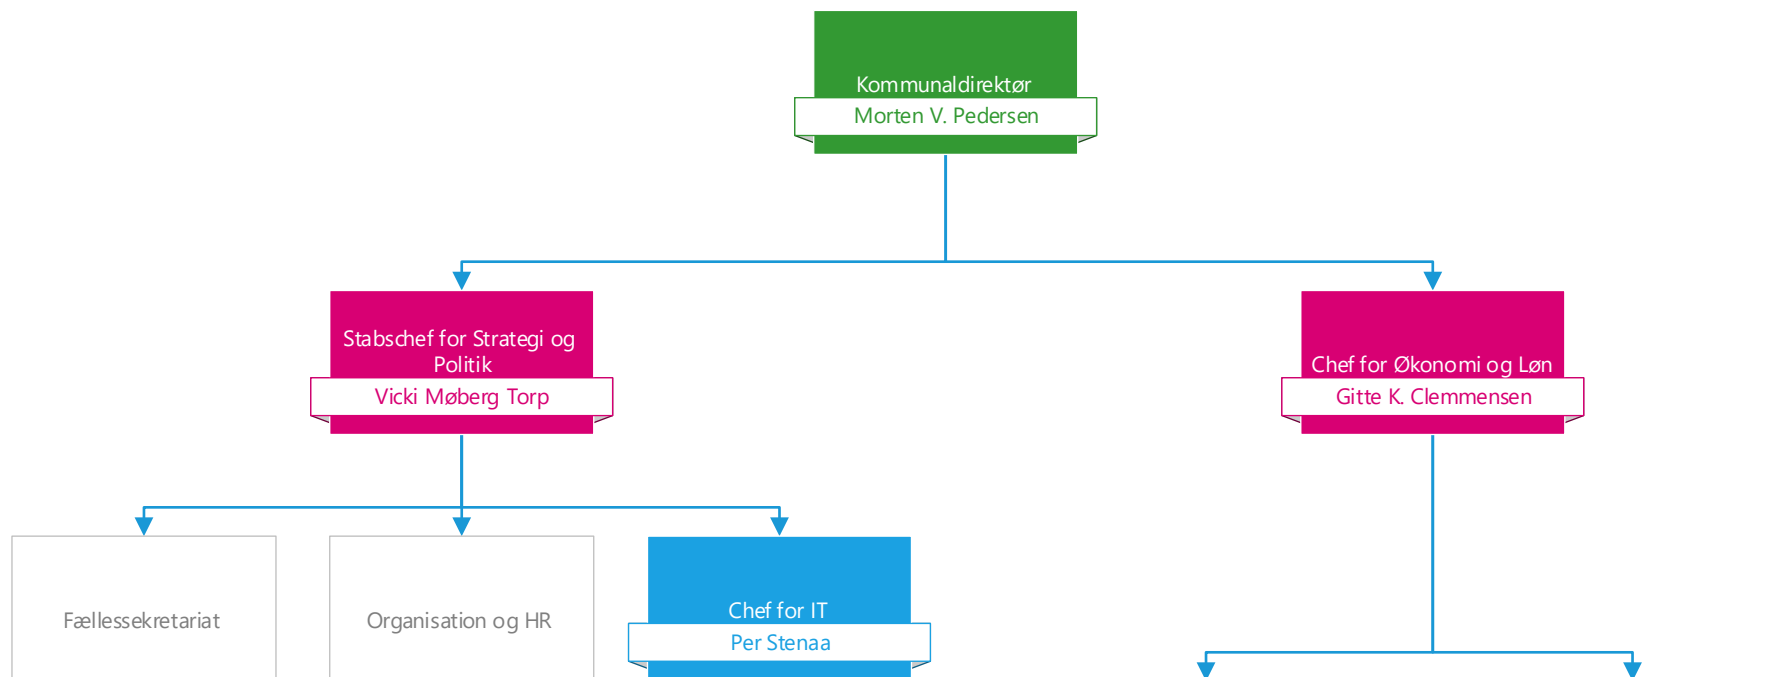 Kommunaldirektør
Morten V. Pedersen
Stabschef for Strategi og
Politik
Vicki Møberg Torp
Chef for Økonomi og Løn
Gitte K. Clemmensen
Fællessekretariat
Organisation og HR
Chef for IT
Per Stenaa